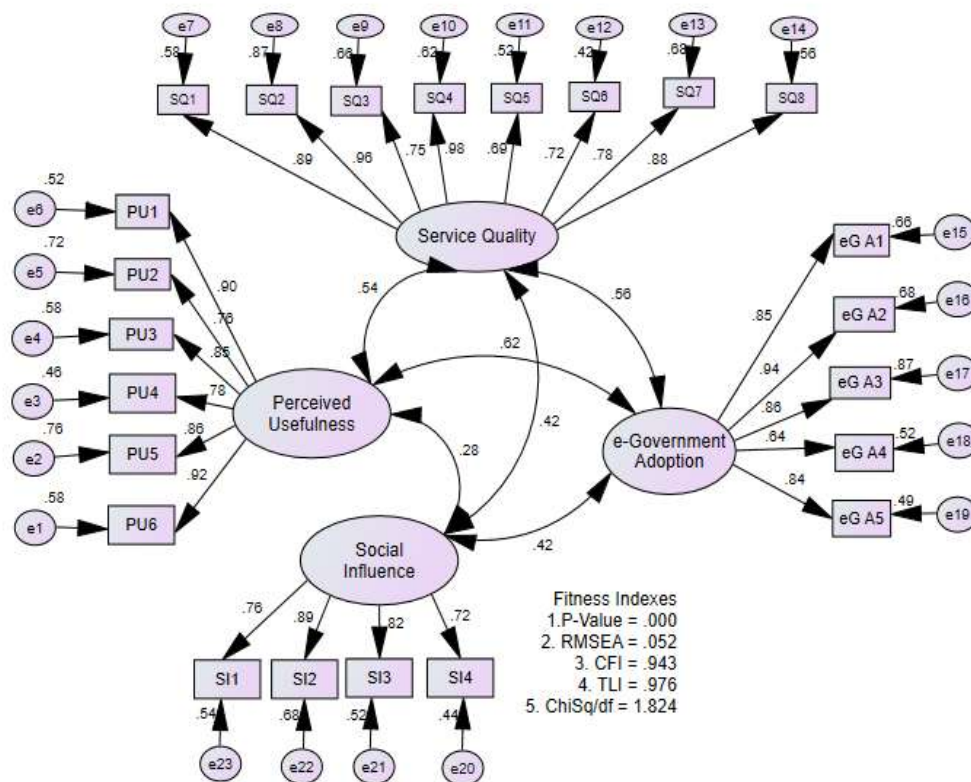 e7 e8 e9 e10 e11 e12 e13 e14
.58 .87 .66 .62 .52 .42 .68 .56
SQ1 SQ2 SQ3 SQ4 SQ5 SQ6 SQ7 SQ8
.89 .96 .75 .98 .69 .72 .78 .88
Service Quality
.52
e6 PU1
.72
e5 PU2
.58
e4 PU3
.46
e3 PU4
.76
e2 PU5
.58
e1 PU6
.90
.76
.85
.78
.86
.92
Perceived
Usefulness
.54
.56
.62
.42
.28
.42
e-Government
Adoption
.85
.94
.86
.64
.84
eG A1 .66 e15
eG A2 .68 e16
eG A3 .87 e17
eG A4 .52 e18
eG A5 .49 e19
Social
Influence
.76 .89 .82 .72
SI1 SI2 SI3 SI4
.54 .68 .52 .44
e23 e22 e21 e20
Fitness Indexes
1.P-Value = .000
2. RMSEA = .052
3. CFI = .943
4. TLI = .976
5. ChiSq/df = 1.824